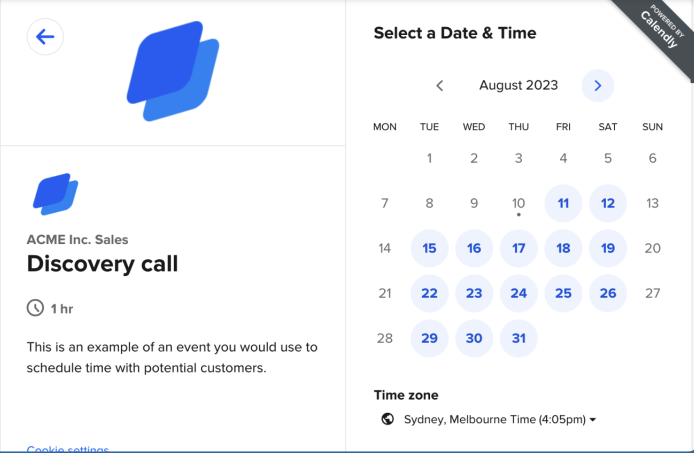 ACME Inc. Sales
Discovery call
1 hr
This is an example of an event you would use to
schedule time with potential customers.
Cookie settings
POWERED BY
Calendly
Select a Date & Time
August 2023
MON TUE WED THU FRI SAT SUN
1 2 3 4 5 6
7 8 9 10 11 12 13
14 15 16 17 18 19 20
21 22 23 24 25 26 27
28 29 30 31
Time zone
Sydney, Melbourne Time (4:05pm)